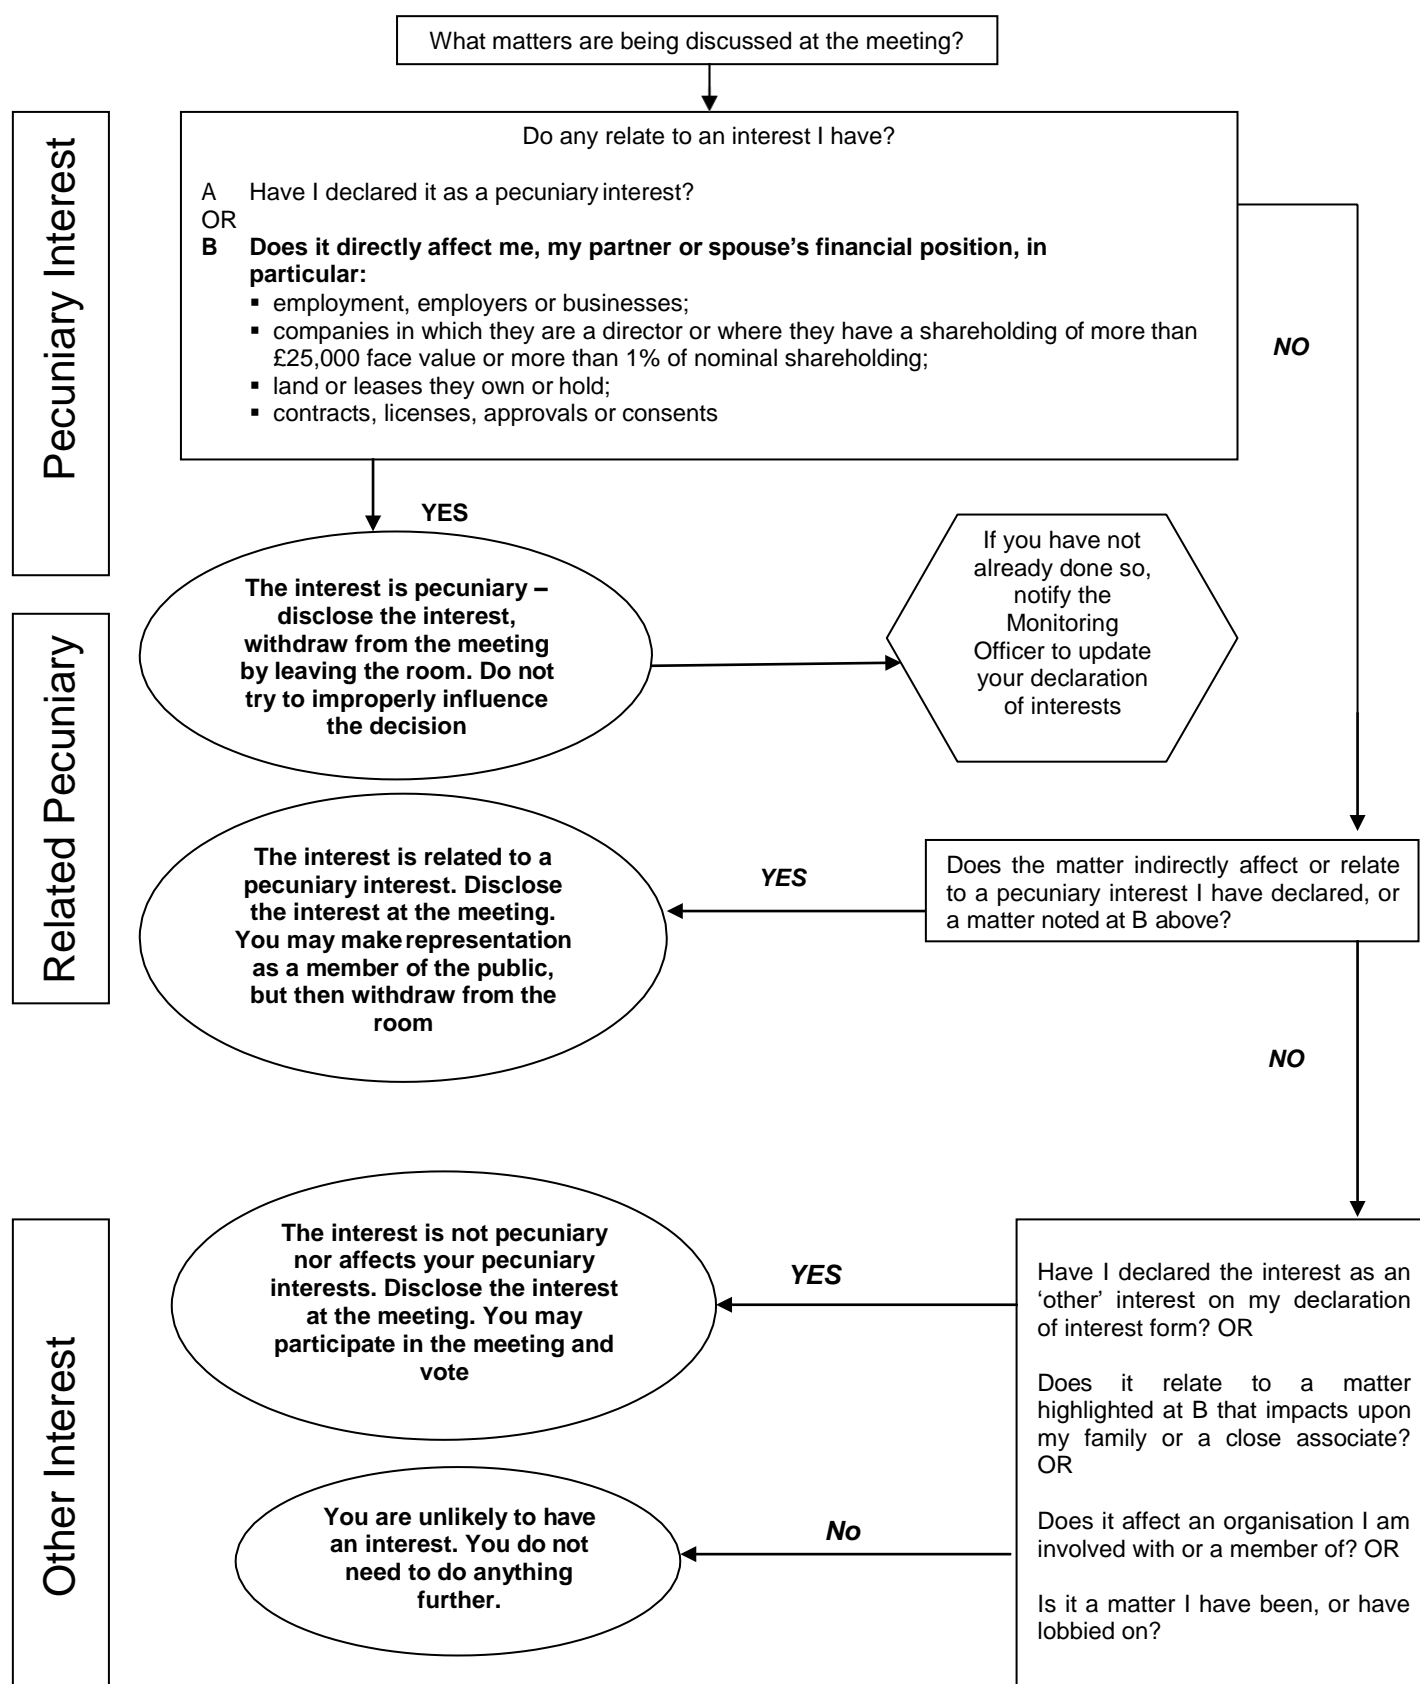 What matters are being discussed at the meeting?
Pecuniary Interest
Do any relate to an interest I have?
A Have I declared it as a pecuniary interest?
OR
B Does it directly affect me, my partner or spouse's financial position, in
particular:
▪ employment, employers or businesses;
▪ companies in which they are a director or where they have a shareholding of more than
£25,000 face value or more than 1% of nominal shareholding;
▪ land or leases they own or hold;
▪ contracts, licenses, approvals or consents
NO
YES
The interest is pecuniary –
disclose the interest,
withdraw from the meeting
by leaving the room. Do not
try to improperly influence
the decision
If you have not
already done so,
notify the
Monitoring
Officer to update
your declaration
of interests
Related Pecuniary
The interest is related to a
pecuniary interest. Disclose
the interest at the meeting.
You may make representation
as a member of the public,
but then withdraw from the
room
YES
Does the matter indirectly affect or relate
to a pecuniary interest I have declared, or
a matter noted at B above?
NO
Other Interest
The interest is not pecuniary
nor affects your pecuniary
interests. Disclose the interest
at the meeting. You may
participate in the meeting and
vote
YES
Have I declared the interest as an
‘other’ interest on my declaration
of interest form? OR
Does it relate to a matter
highlighted at B that impacts upon
my family or a close associate?
OR
Does it affect an organisation I am
involved with or a member of? OR
Is it a matter I have been, or have
lobbied on?
No
You are unlikely to have
an interest. You do not
need to do anything
further.